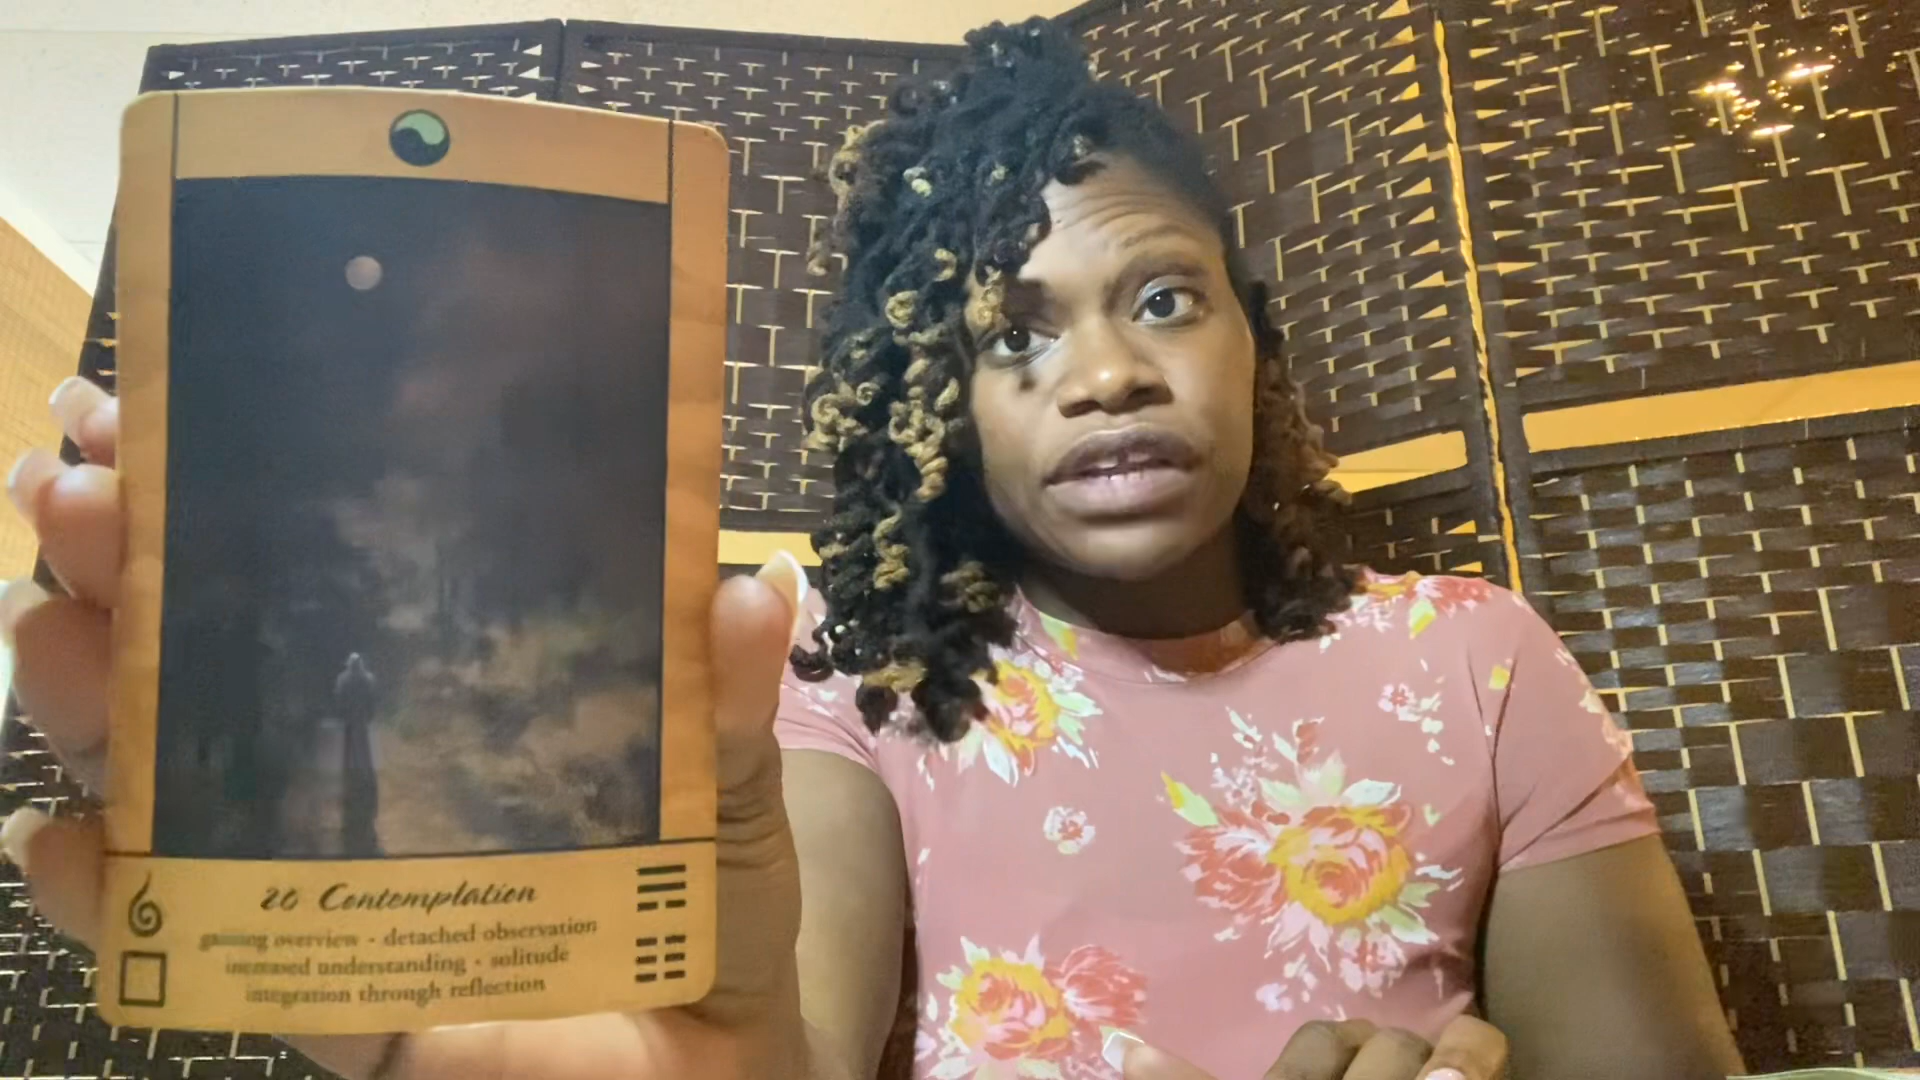 20 Contemplation
gaining overview - detached observation
increased understanding - solitude
integration through reflection